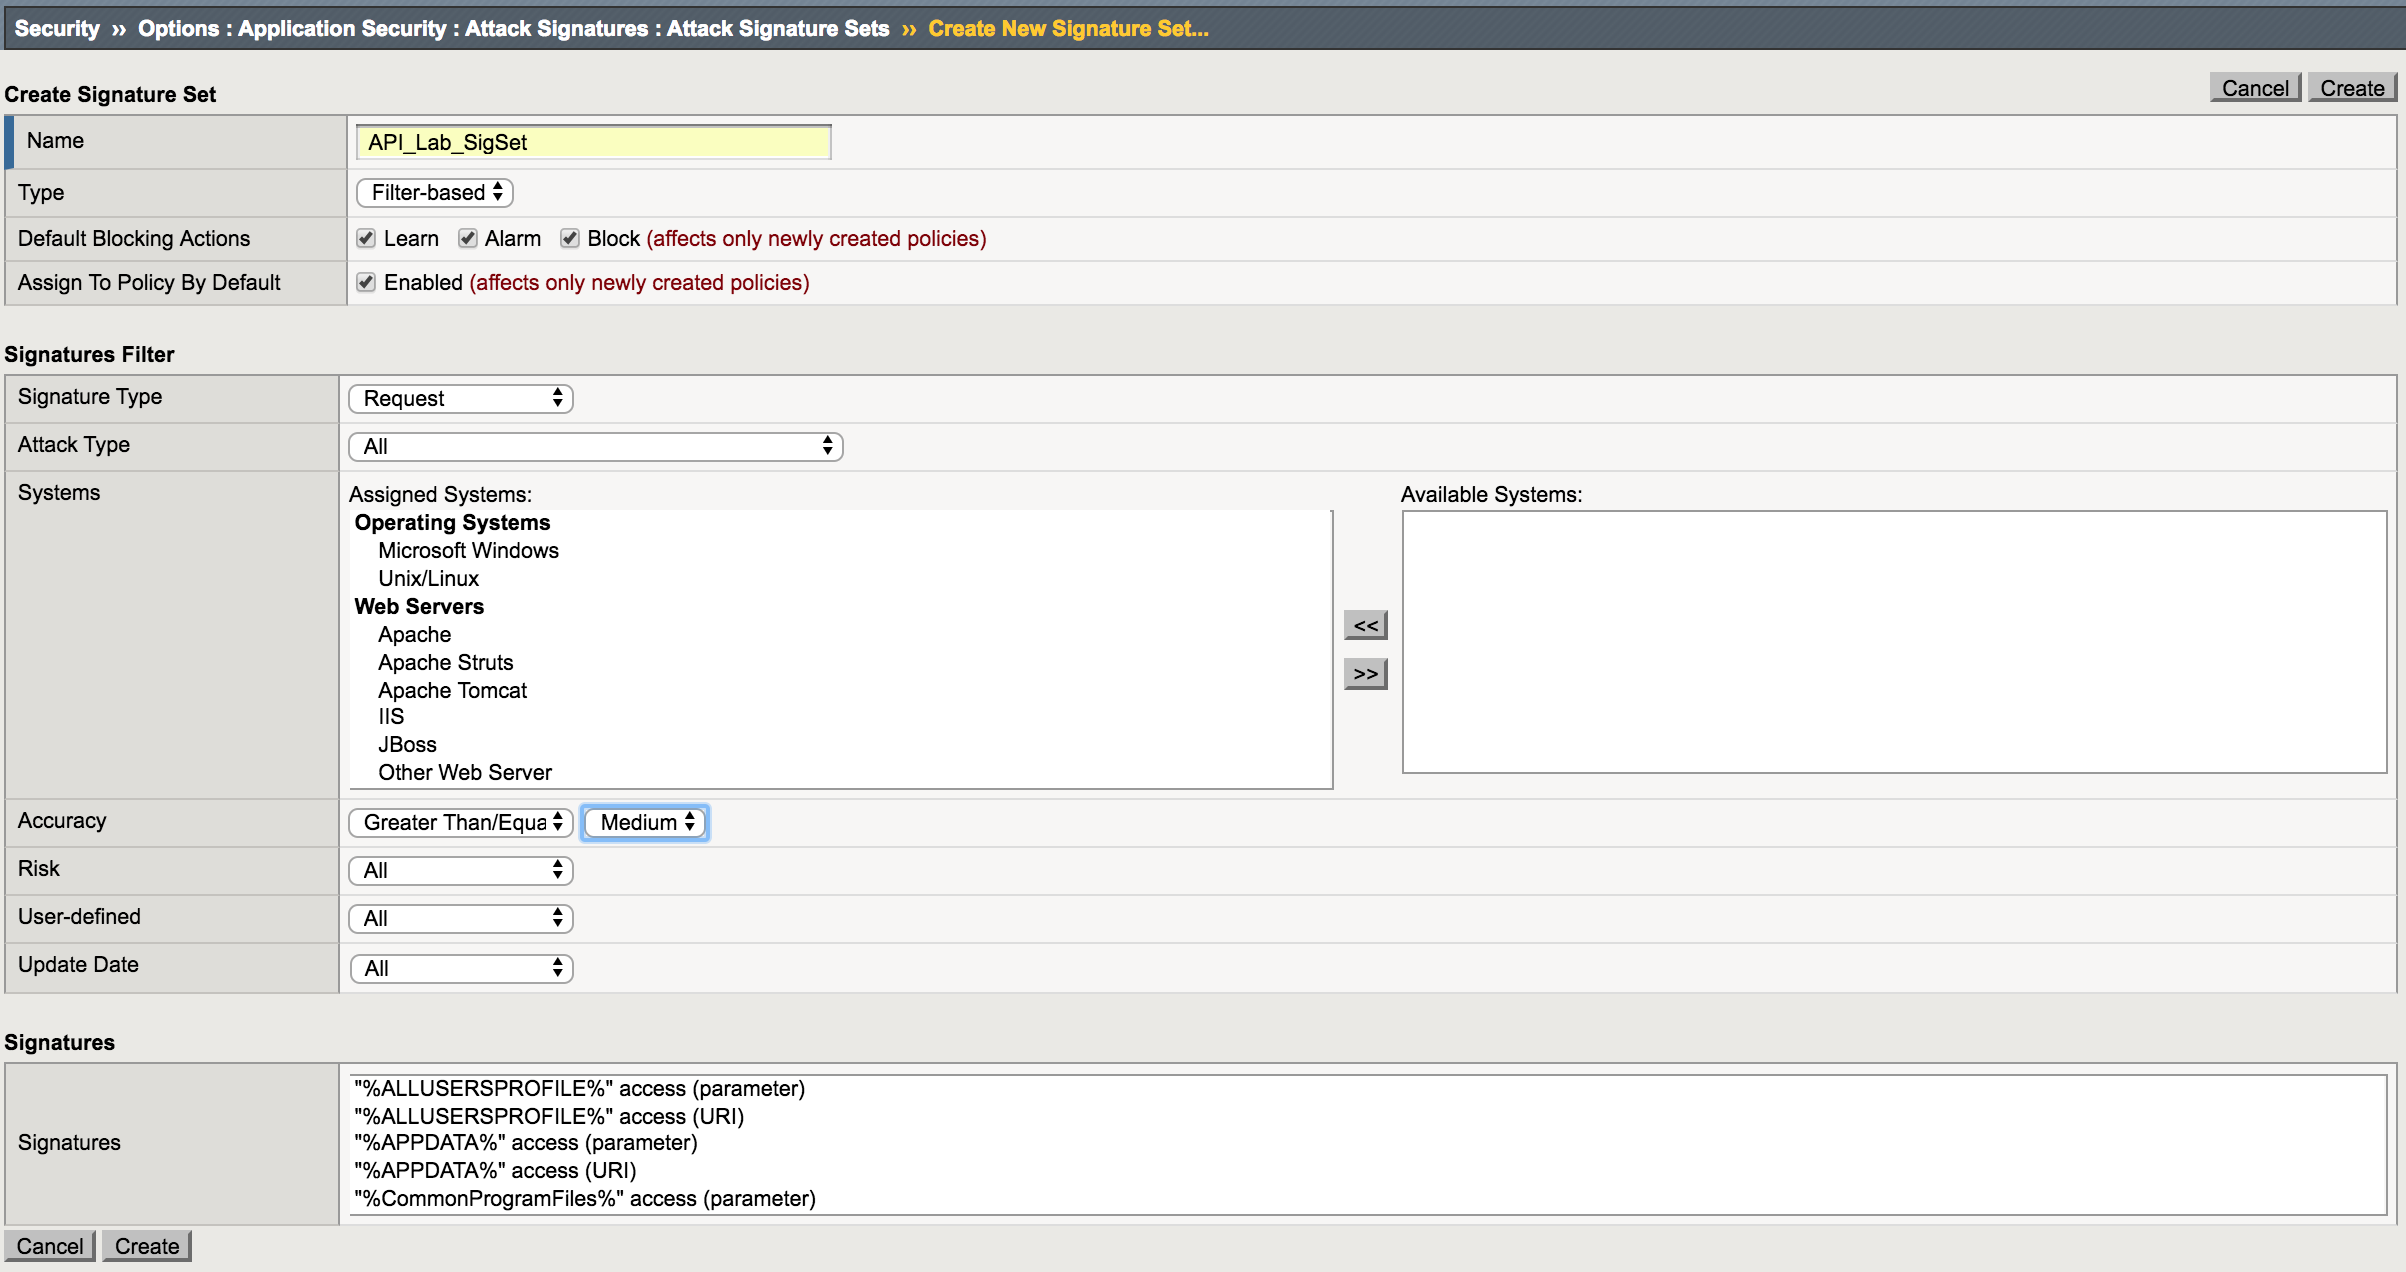 Security » Options : Application Security : Attack Signatures : Attack Signature Sets » Create New Signature Set...
Create Signature Set
Cancel Create
Name API_Lab_SigSet
Type Filter-based
Default Blocking Actions Learn Alarm Block (affects only newly created policies)
Assign To Policy By Default Enabled (affects only newly created policies)
Signatures Filter
Signature Type Request
Attack Type All
Systems Assigned Systems: Available Systems:
Operating Systems
Microsoft Windows
Unix/Linux
Web Servers
Apache
<<
Apache Struts
>>
Apache Tomcat
IIS
JBoss
Other Web Server
Accuracy Greater Than/Equa Medium
Risk All
User-defined All
Update Date All
Signatures
Signatures
"%ALLUSERSPROFILE%" access (parameter)
"%ALLUSERSPROFILE%" access (URI)
"%APPDATA%" access (parameter)
"%APPDATA%" access (URI)
"%CommonProgramFiles%" access (parameter)
Cancel Create